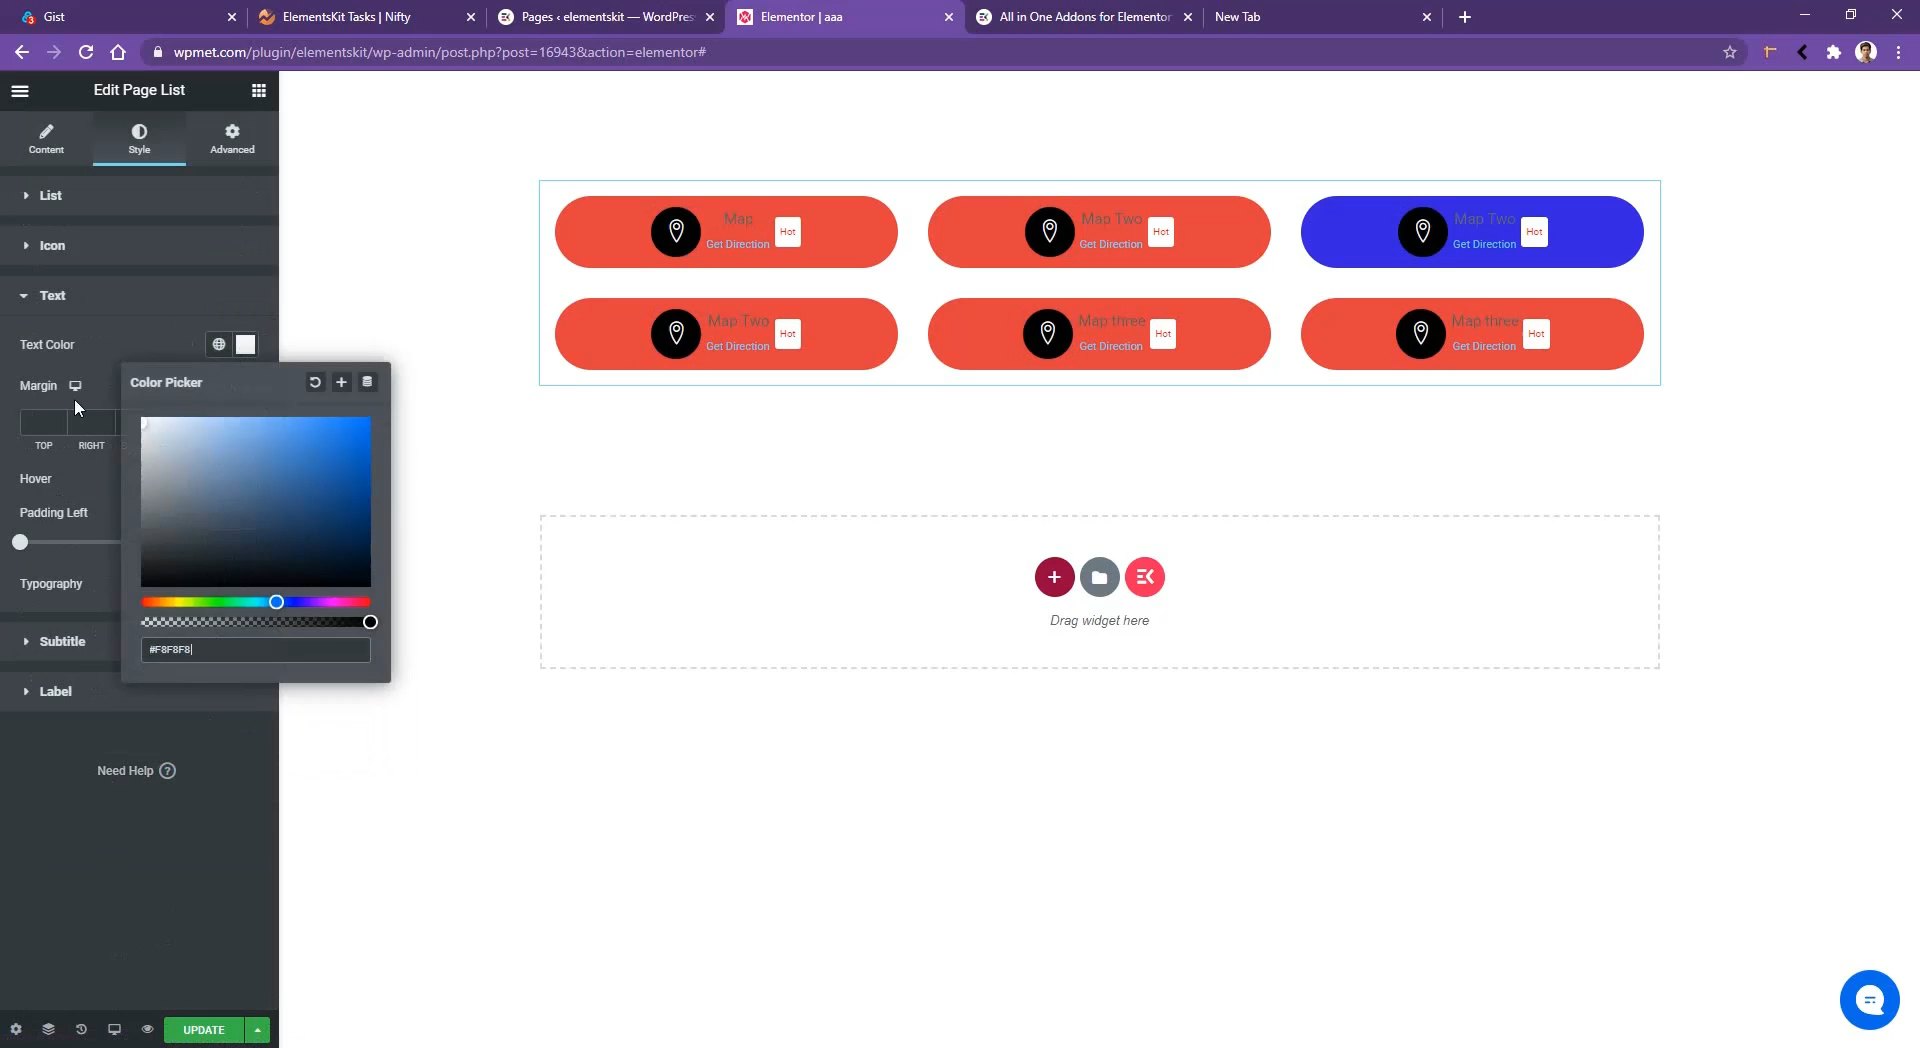 Gist
ElementsKit Tasks | Nifty
Pages ‹ elementskit — WordPres
Elementor | aaa
All in One Addons for Elementor
New Tab
wpmet.com/plugin/elementskit/wp-admin/post.php?post=16943&action=elementor#
Edit Page List
Content
Style
Advanced
List
Icon
Text
Text Color
Margin
TOP
RIGHT
Hover
Padding Left
Typography
Subtitle
Label
Color Picker
#F8F8F8
Need Help ?
UPDATE
Map
Get Direction
Hot
Map Two
Get Direction
Hot
Map Two
Get Direction
Hot
Map Two
Get Direction
Hot
Map three
Get Direction
Hot
Map three
Get Direction
Hot
Drag widget here